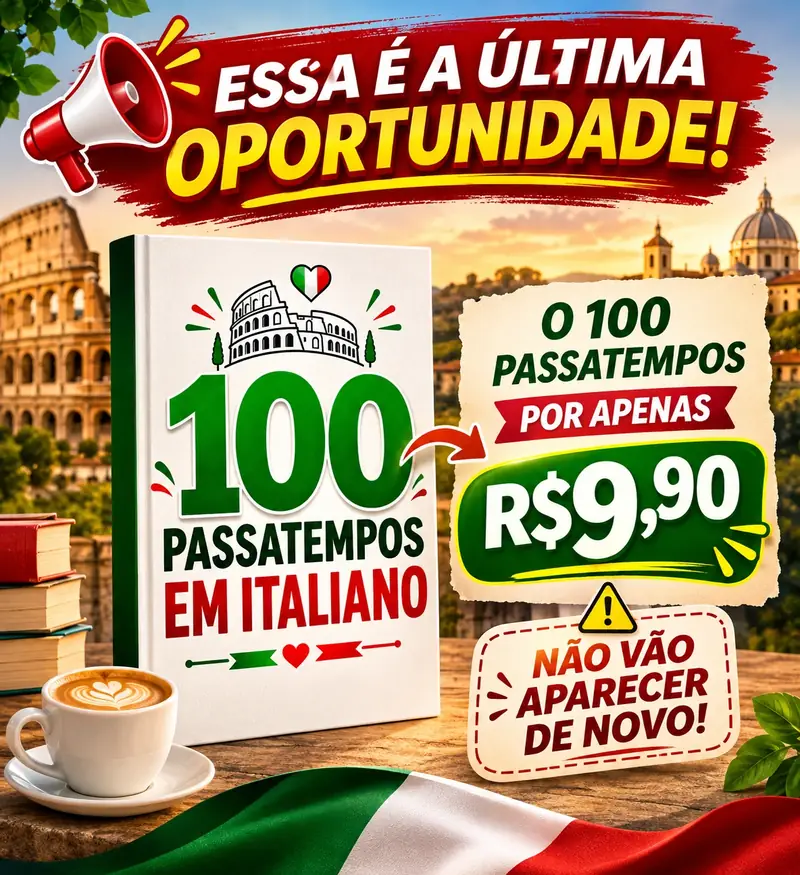 ESSA É A ÚLTIMA
OPORTUNIDADE!
100
PASSATEMPOS
EM ITALIANO
O 100
PASSATEMPOS
POR APENAS
R$9,90
NÃO VÃO
APARECER
DE NOVO!